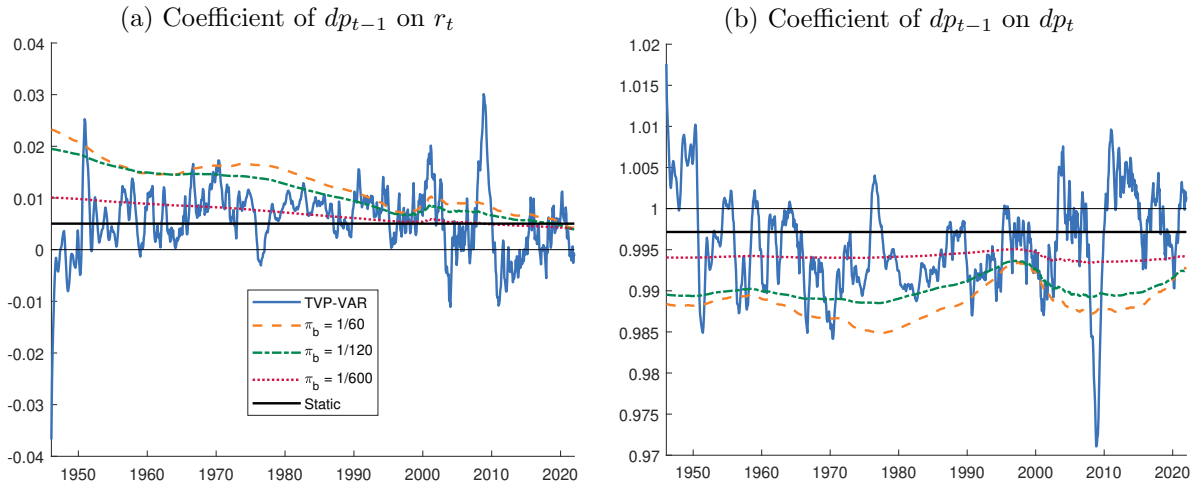 (a) Coefficient of dp_{t−1} on r_t
0.04
0.03
0.02
0.01
0
-0.01
-0.02
-0.03
-0.04
TVP-VAR
π_b = 1/60
π_b = 1/120
π_b = 1/600
Static
1950 1960 1970 1980 1990 2000 2010 2020
(b) Coefficient of dp_{t−1} on dp_t
1.02
1.015
1.01
1.005
1
0.995
0.99
0.985
0.98
0.975
0.97
1950 1960 1970 1980 1990 2000 2010 2020